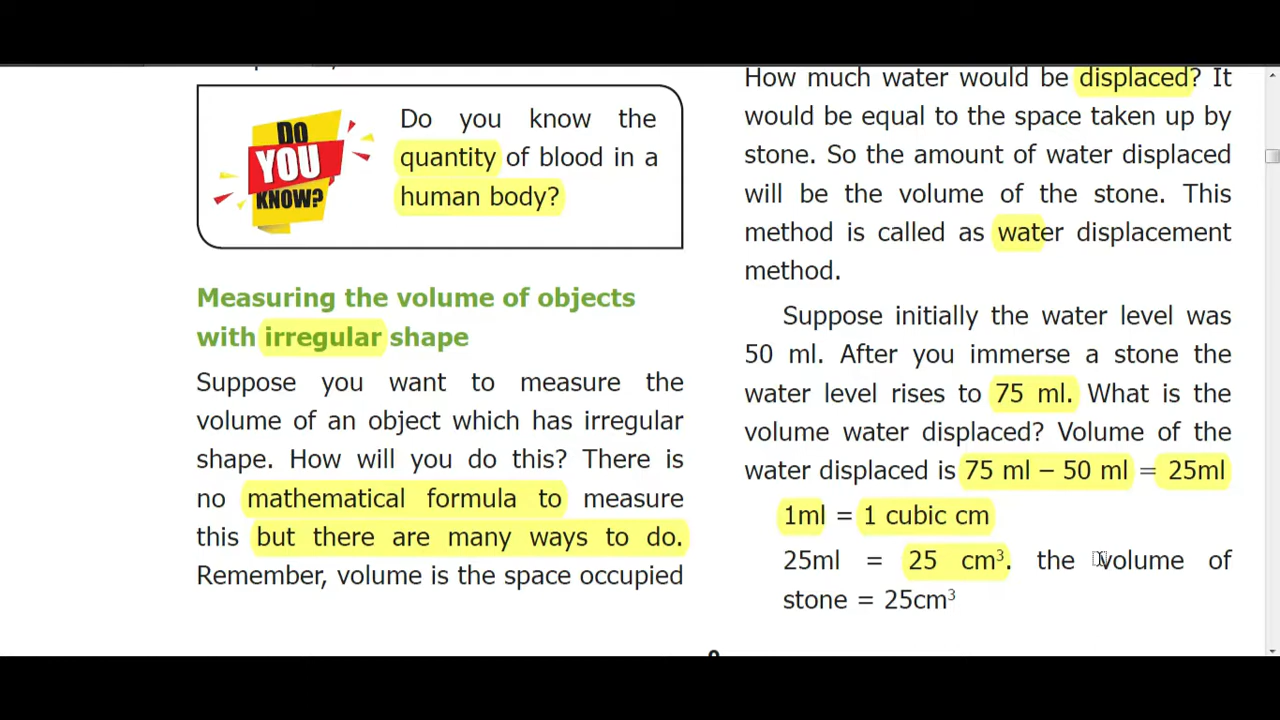 DO
YOU
KNOW?
Do you know the
quantity of blood in a
human body?
Measuring the volume of objects
with irregular shape
Suppose you want to measure the
volume of an object which has irregular
shape. How will you do this? There is
no mathematical formula to measure
this but there are many ways to do.
Remember, volume is the space occupied
How much water would be displaced? It
would be equal to the space taken up by
stone. So the amount of water displaced
will be the volume of the stone. This
method is called as water displacement
method.
Suppose initially the water level was
50 ml. After you immerse a stone the
water level rises to 75 ml. What is the
volume water displaced? Volume of the
water displaced is 75 ml – 50 ml = 25ml
1ml = 1 cubic cm
25ml = 25 cm³. the volume of
stone = 25cm³